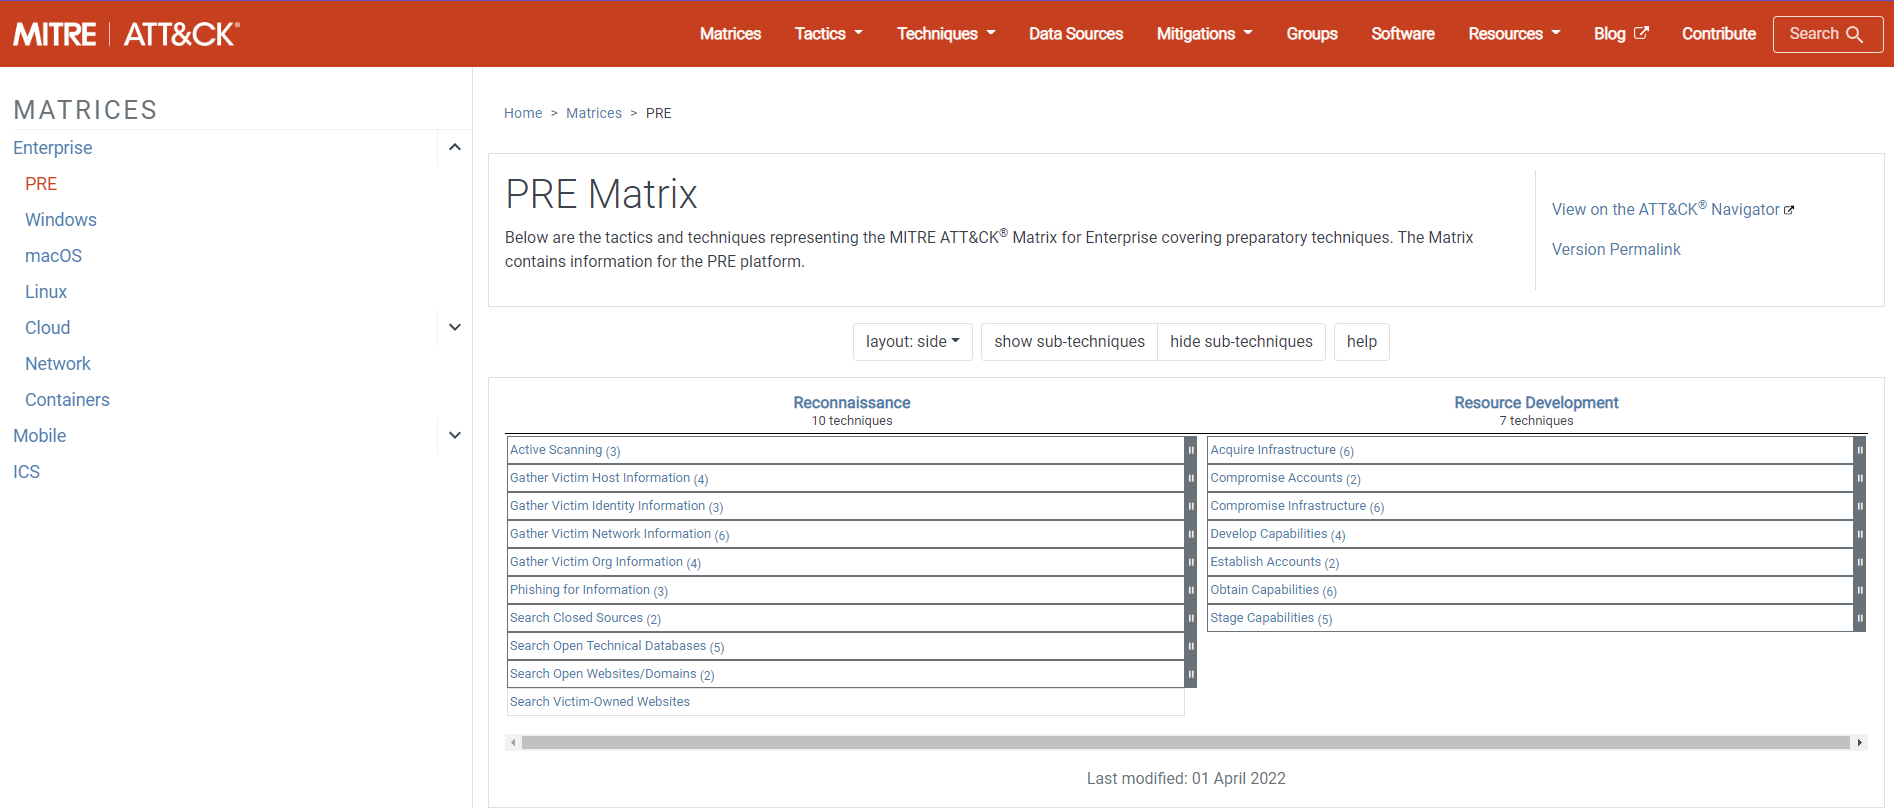 MITRE | ATT&CK®
Matrices Tactics Techniques Data Sources Mitigations Groups Software Resources Blog Contribute Search
MATRICES
Enterprise
PRE
Windows
macOS
Linux
Cloud
Network
Containers
Mobile
ICS
Home > Matrices > PRE
PRE Matrix
Below are the tactics and techniques representing the MITRE ATT&CK® Matrix for Enterprise covering preparatory techniques. The Matrix
contains information for the PRE platform.
View on the ATT&CK® Navigator
Version Permalink
layout: side show sub-techniques hide sub-techniques help
Reconnaissance
10 techniques
Active Scanning (3)
Gather Victim Host Information (4)
Gather Victim Identity Information (3)
Gather Victim Network Information (6)
Gather Victim Org Information (4)
Phishing for Information (3)
Search Closed Sources (2)
Search Open Technical Databases (5)
Search Open Websites/Domains (2)
Search Victim-Owned Websites
Resource Development
7 techniques
Acquire Infrastructure (6)
Compromise Accounts (2)
Compromise Infrastructure (6)
Develop Capabilities (4)
Establish Accounts (2)
Obtain Capabilities (6)
Stage Capabilities (5)
Last modified: 01 April 2022